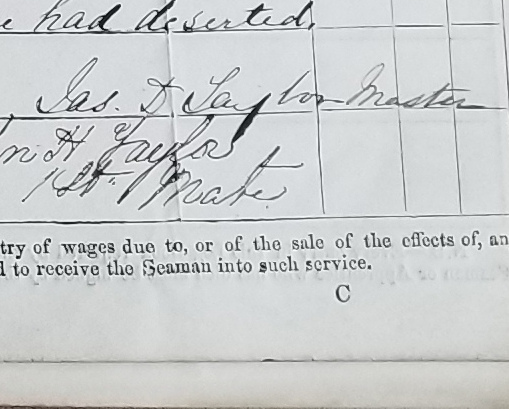 e had deserted.
Jas. D Taylor Master
m H Taylor
1st. Mate
try of wages due to, or of the sale of the effects of, an
d to receive the Seaman into such service.
C